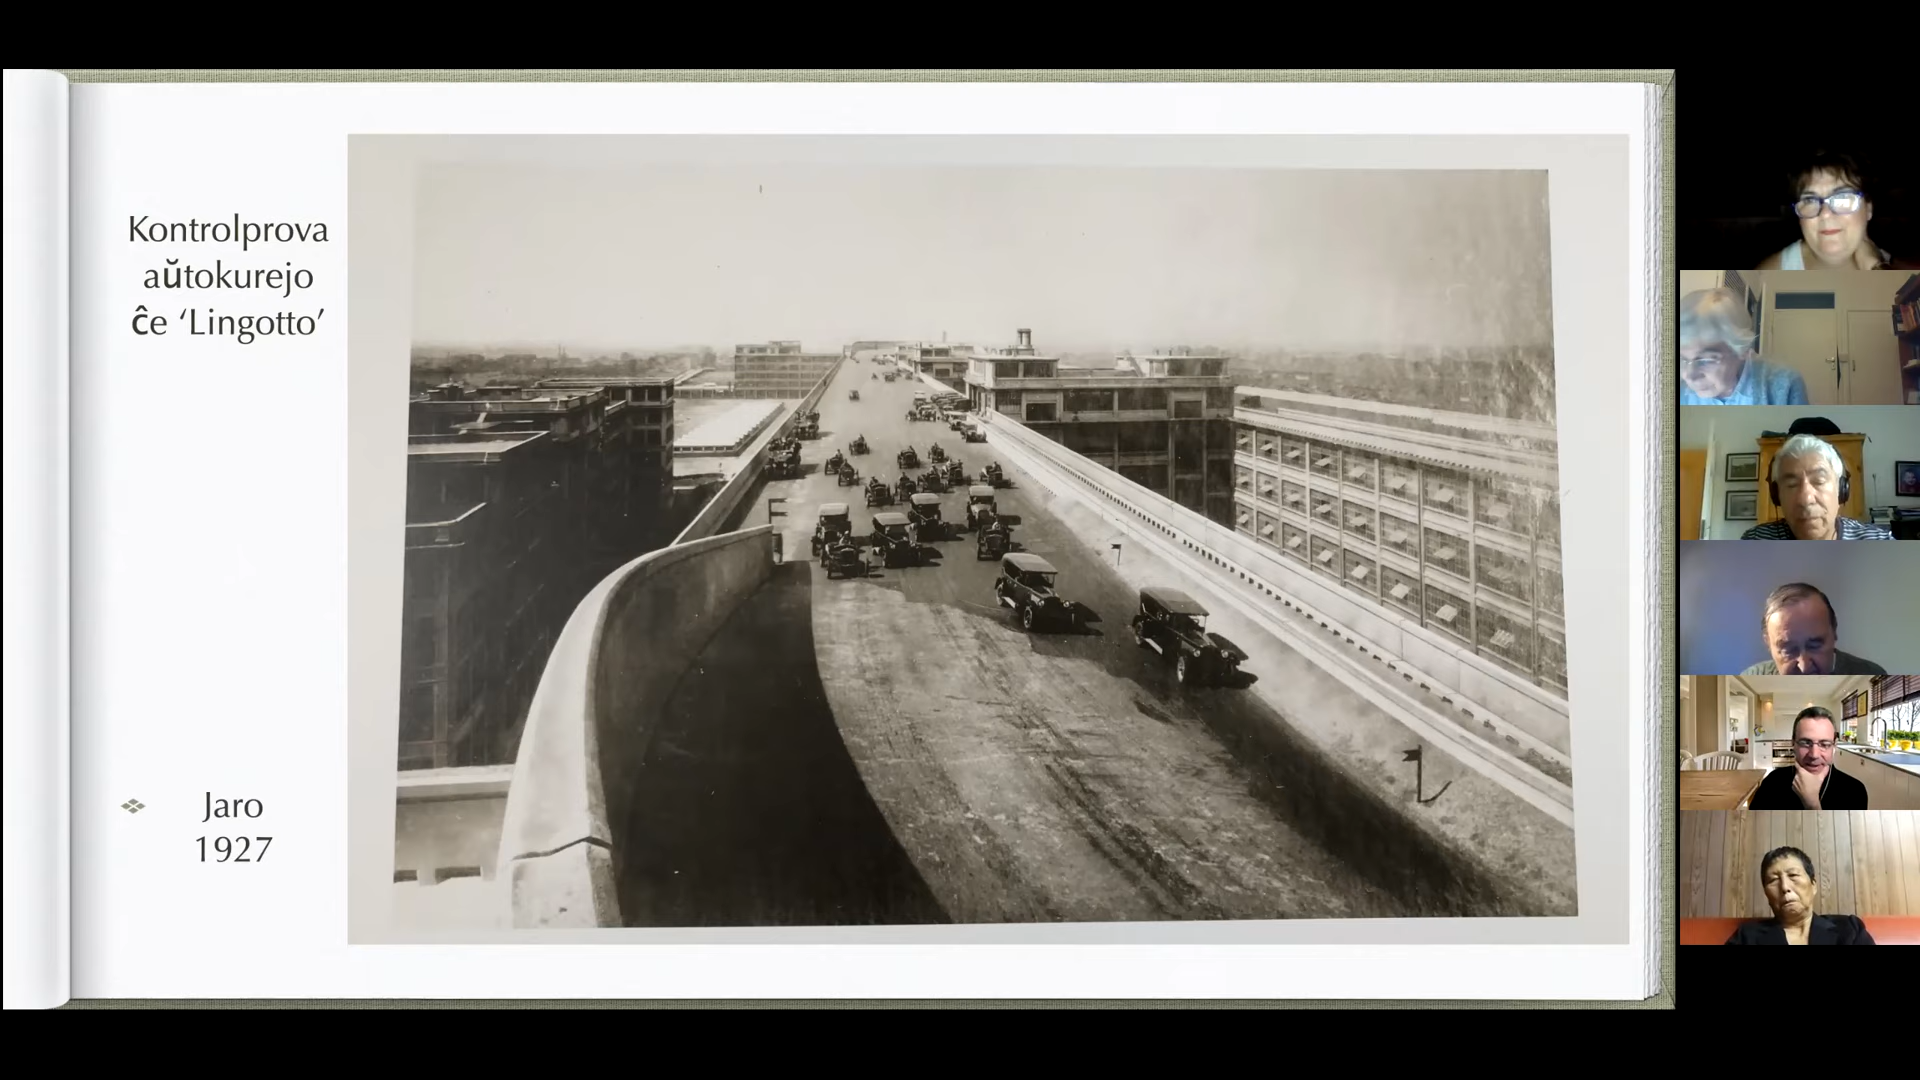 Kontrolprova
aŭtokurejo
ĉe ‘Lingotto’
Jaro
1927